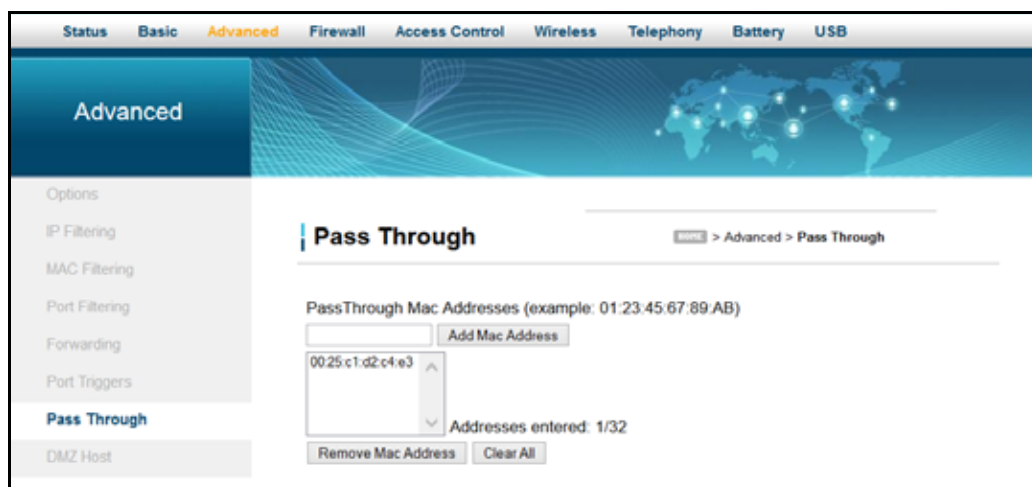 Status Basic Advanced Firewall Access Control Wireless Telephony Battery USB
Advanced
Options
IP Filtering
MAC Filtering
Port Filtering
Forwarding
Port Triggers
Pass Through
DMZ Host
Pass Through
HOME > Advanced > Pass Through
PassThrough Mac Addresses (example: 01:23:45:67:89:AB)
Add Mac Address
00:25:c1:d2:c4:e3
Addresses entered: 1/32
Remove Mac Address Clear All